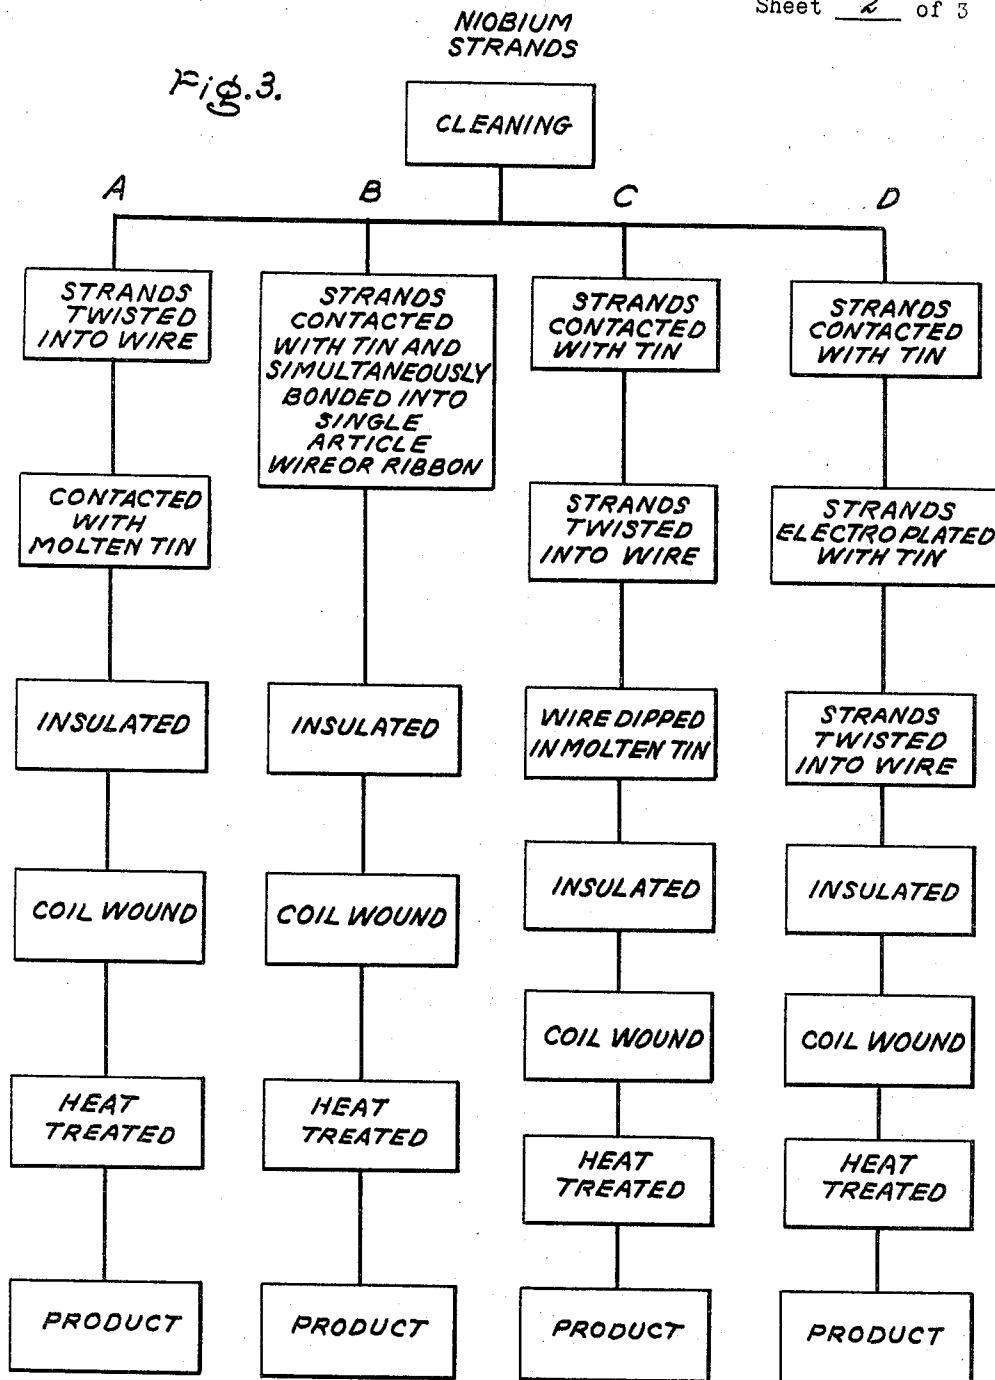 Sheet 2 of 3
NIOBIUM
STRANDS
Fig.3.
CLEANING
A
B
C
D
STRANDS
TWISTED
INTO WIRE
CONTACTED
WITH
MOLTEN TIN
INSULATED
COIL WOUND
HEAT
TREATED
PRODUCT
STRANDS
CONTACTED
WITH TIN AND
SIMULTANEOUSLY
BONDED INTO
SINGLE
ARTICLE
WIREOR RIBBON
INSULATED
COIL WOUND
HEAT
TREATED
PRODUCT
STRANDS
CONTACTED
WITH TIN
STRANDS
TWISTED
INTO WIRE
WIRE DIPPED
IN MOLTEN TIN
INSULATED
COIL WOUND
HEAT
TREATED
PRODUCT
STRANDS
CONTACTED
WITH TIN
STRANDS
ELECTROPLATED
WITH TIN
STRANDS
TWISTED
INTO WIRE
INSULATED
COIL WOUND
HEAT
TREATED
PRODUCT